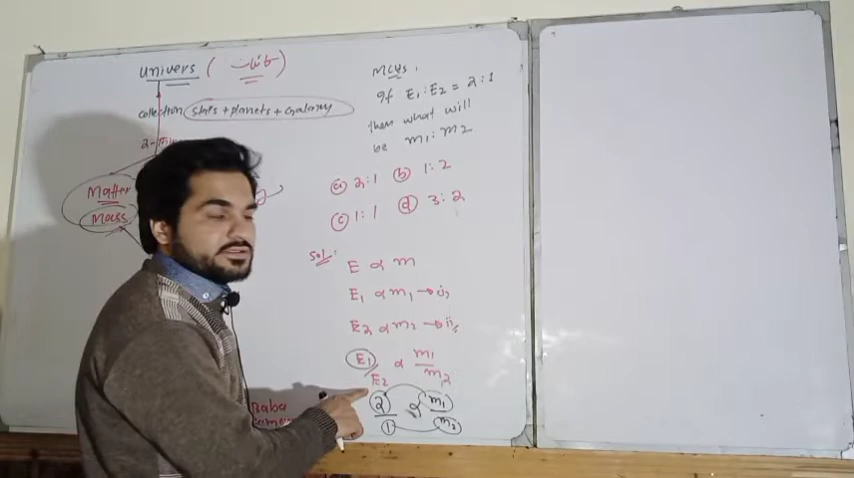 univers ( کائنات )
collection stars + planets + Galaxy
Matter
Mass
Baba
MCQs,
If E₁:E₂ = 2:1
then what will
be m₁:m₂
ⓐ 2:1 ⓑ 1:2
ⓒ 1:1 ⓓ 3:2
Sol:
E ∝ m
E₁ ∝ m₁ → i,
E₂ ∝ m₂ → ii,
E₁/E₂ ∝ m₁/m₂
2/1 ∝ m₁/m₂